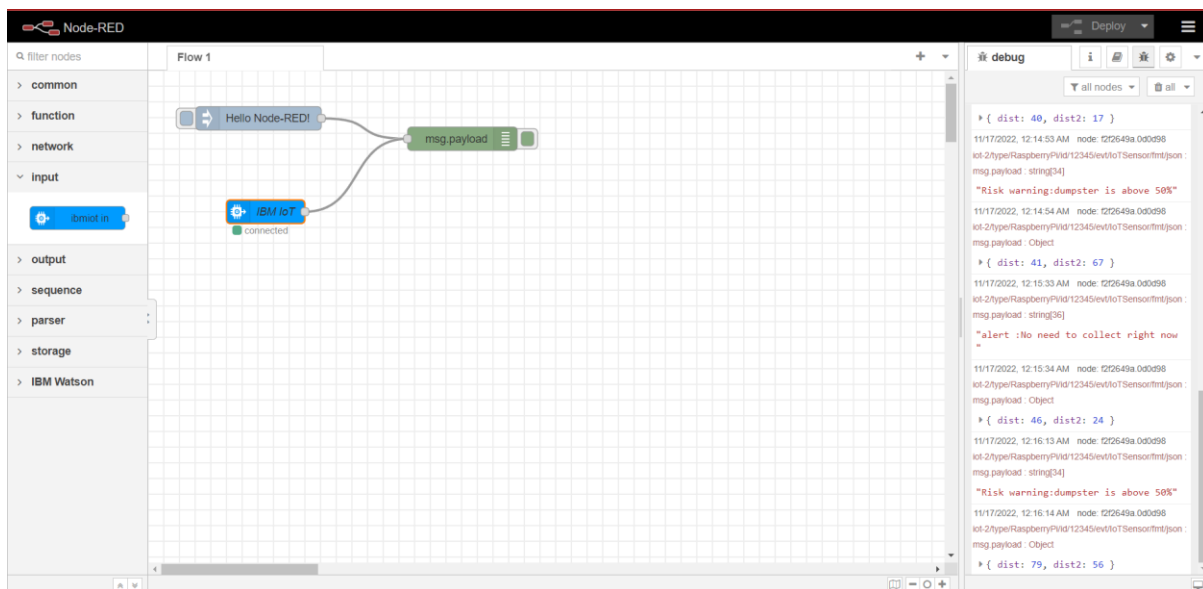 Node-RED
Deploy
filter nodes
common
function
network
input
ibmiot in
output
sequence
parser
storage
IBM Watson
Flow 1
Hello Node-RED!
msg.payload
IBM IoT
connected
debug
i
all nodes
all
{ dist: 40, dist2: 17 }
11/17/2022, 12:14:53 AM node: f2f2649a.0d0d98
iot-2/type/RaspberryPi/id/12345/evt/IoTSensor/fmt/json :
msg.payload : string[34]
"Risk warning:dumpster is above 50%"
11/17/2022, 12:14:54 AM node: f2f2649a.0d0d98
iot-2/type/RaspberryPi/id/12345/evt/IoTSensor/fmt/json :
msg.payload : Object
{ dist: 41, dist2: 67 }
11/17/2022, 12:15:33 AM node: f2f2649a.0d0d98
iot-2/type/RaspberryPi/id/12345/evt/IoTSensor/fmt/json :
msg.payload : string[36]
"alert :No need to collect right now
"
11/17/2022, 12:15:34 AM node: f2f2649a.0d0d98
iot-2/type/RaspberryPi/id/12345/evt/IoTSensor/fmt/json :
msg.payload : Object
{ dist: 46, dist2: 24 }
11/17/2022, 12:16:13 AM node: f2f2649a.0d0d98
iot-2/type/RaspberryPi/id/12345/evt/IoTSensor/fmt/json :
msg.payload : string[34]
"Risk warning:dumpster is above 50%"
11/17/2022, 12:16:14 AM node: f2f2649a.0d0d98
iot-2/type/RaspberryPi/id/12345/evt/IoTSensor/fmt/json :
msg.payload : Object
{ dist: 79, dist2: 56 }